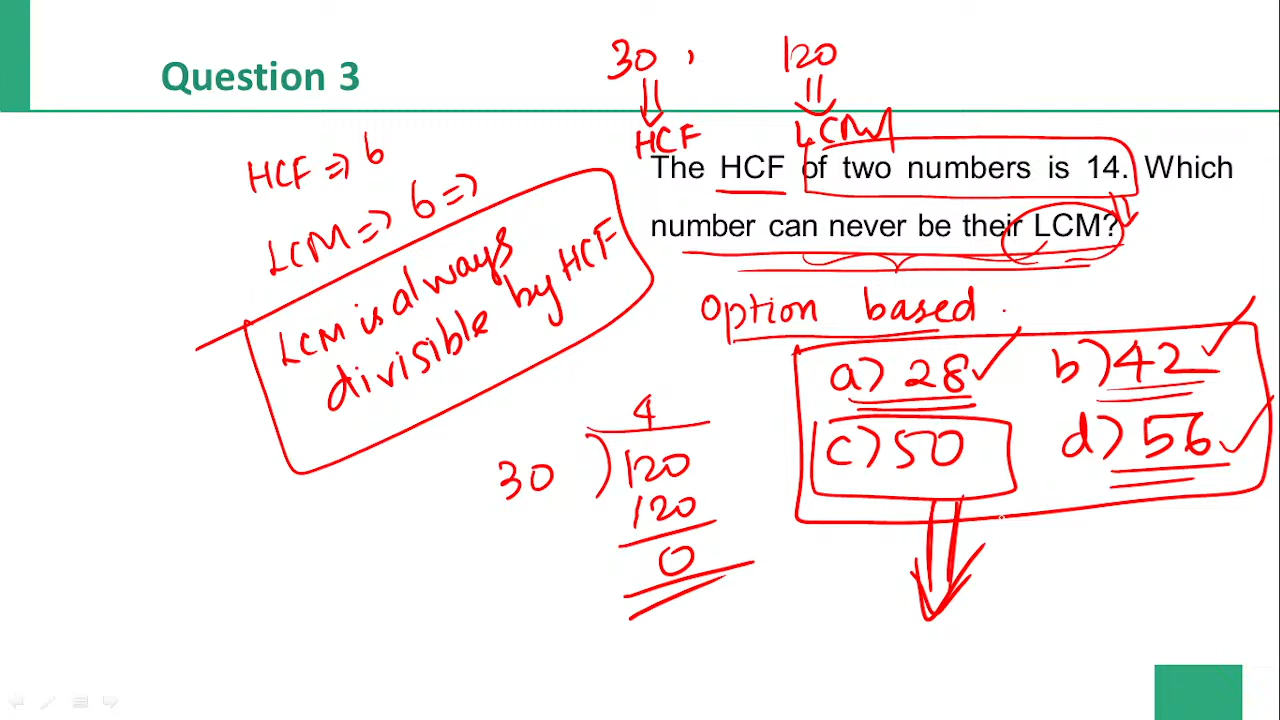 Question 3
30 , 120
HCF LCM
The HCF of two numbers is 14. Which
number can never be their LCM?
HCF => 6
LCM => 6 =>
LCM is always
divisible by HCF
Option based.
a) 28 b) 42
c) 50 d) 56
4
30 ) 120
120
0